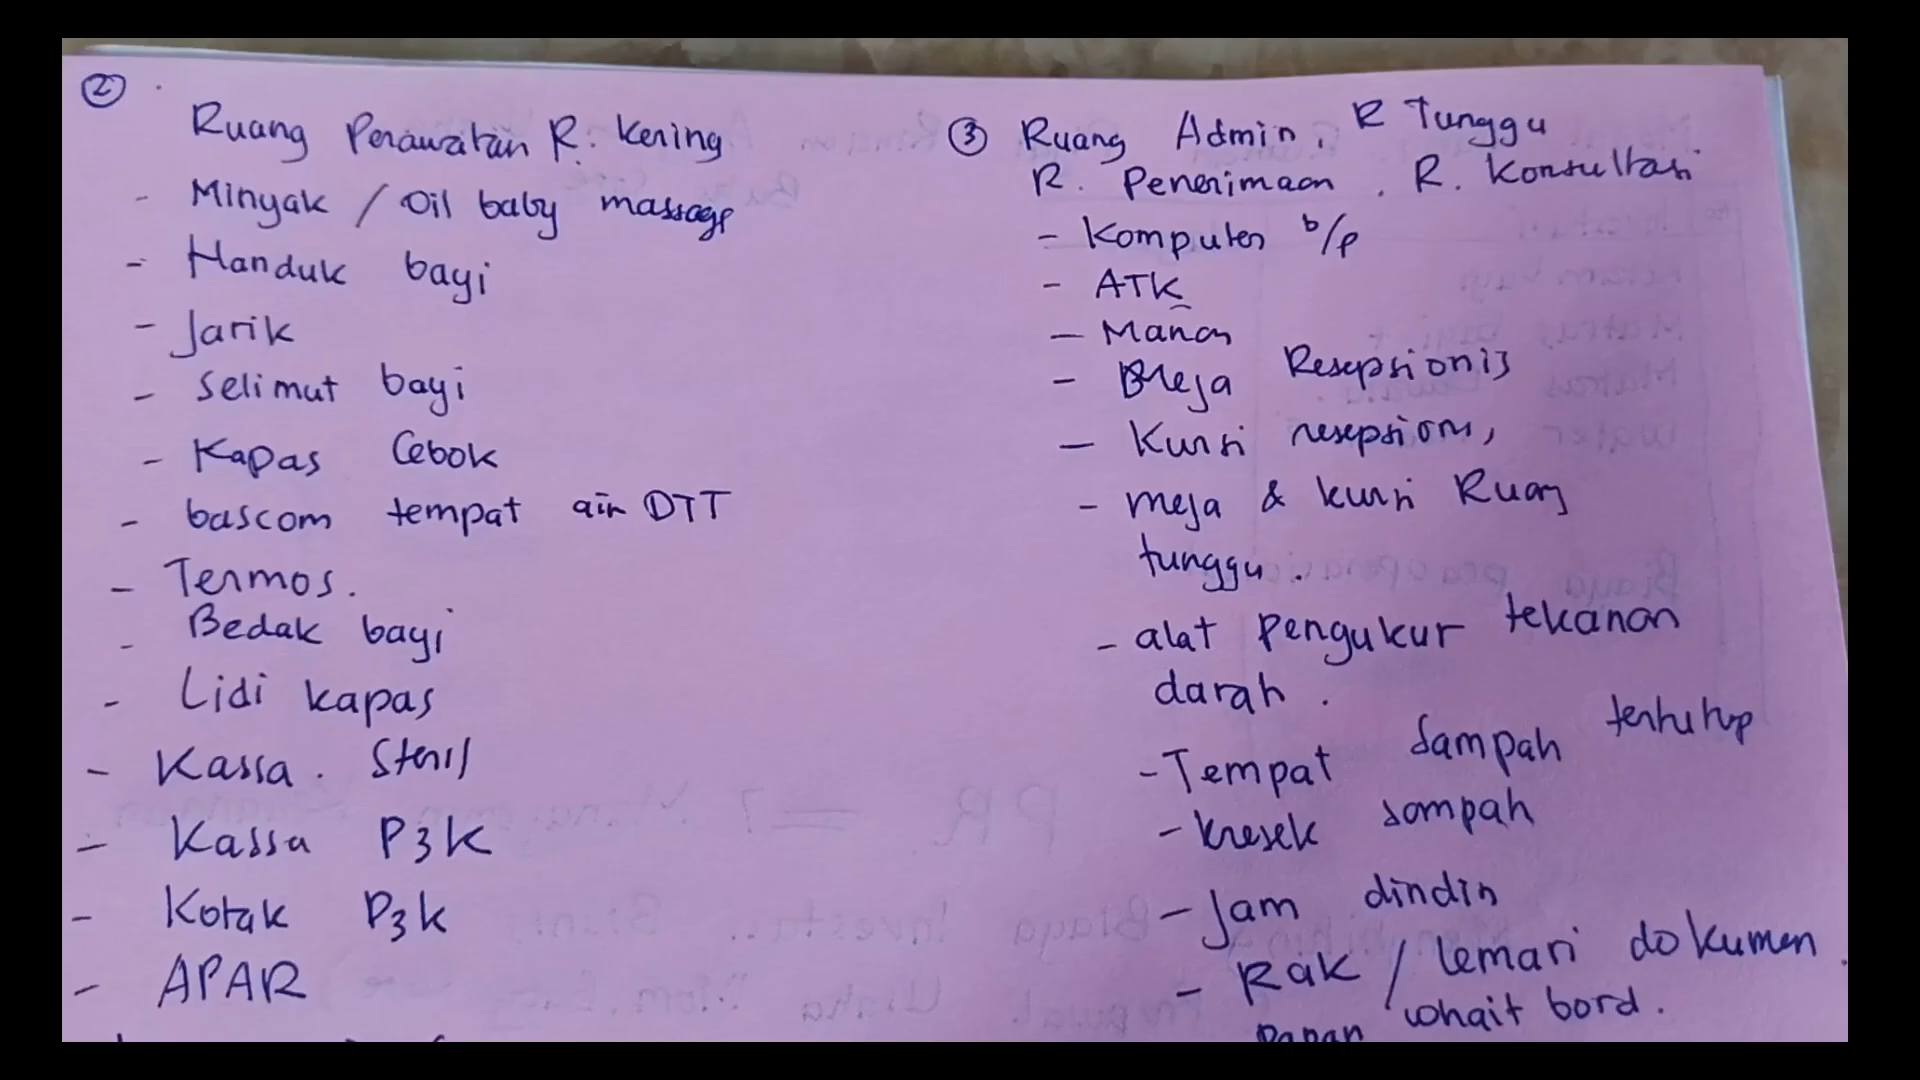 ②
Ruang Perawatan R. Kering
- Minyak / Oil baby massage
- Handuk bayi
- Jarik
- Selimut bayi
- Kapas Cebok
- bascom tempat air DTT
- Termos.
- Bedak bayi
- Lidi kapas
- Kassa. Steril
- Kassa P3K
- Kotak P3K
- APAR
③ Ruang Admin, R Tunggu
R. Penerimaan, R. Konsultasi
- Komputer b/p
- ATK
- Meja Resepsionis
- Kursi resepsionis,
- meja & kursi Ruang
tunggu.
- alat pengukur tekanan
darah.
- Tempat Sampah tertutup
- kresek sampah
- Jam dindin
- Rak / lemari dokumen.
papan whait bord.